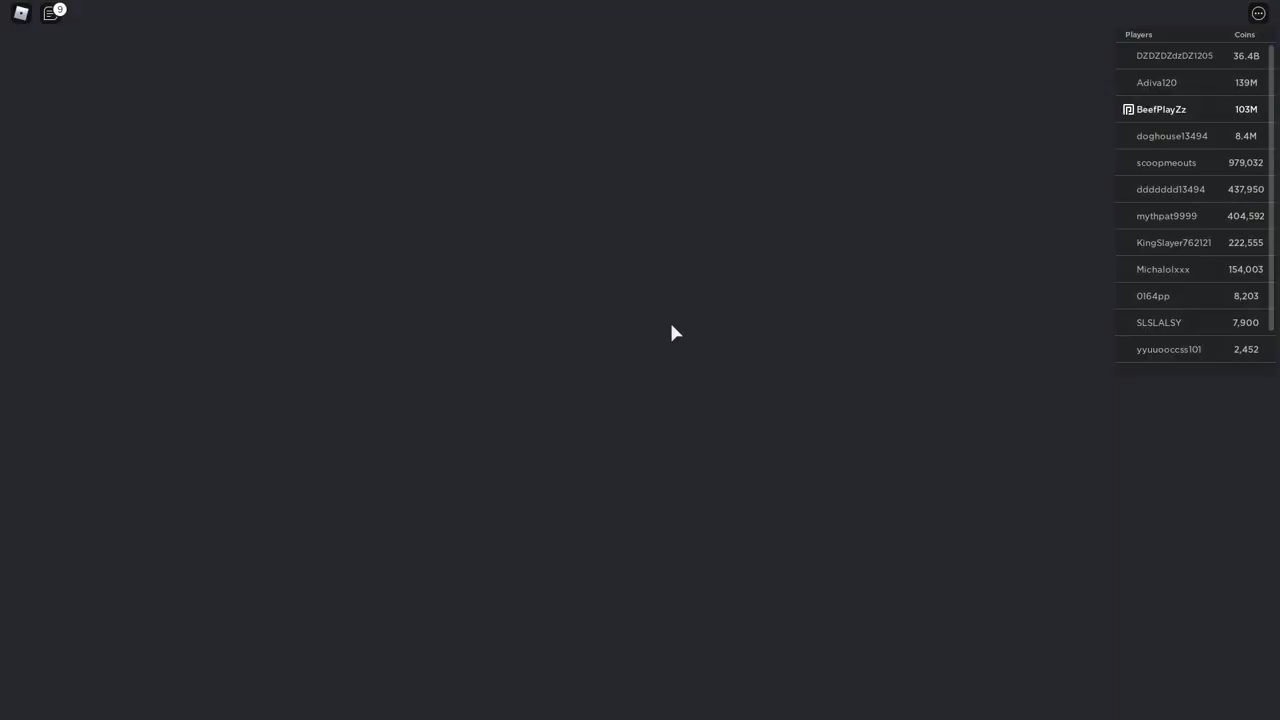 9
Players Coins
DZDZDZdzDZ1205 36.4B
Adiva120 139M
BeefPlayZz 103M
doghouse13494 8.4M
scoopmeouts 979,032
ddddddd13494 437,950
mythpat9999 404,592
KingSlayer762121 222,555
Michalolxxx 154,003
0164pp 8,203
SLSLALSY 7,900
yyuuooccss101 2,452